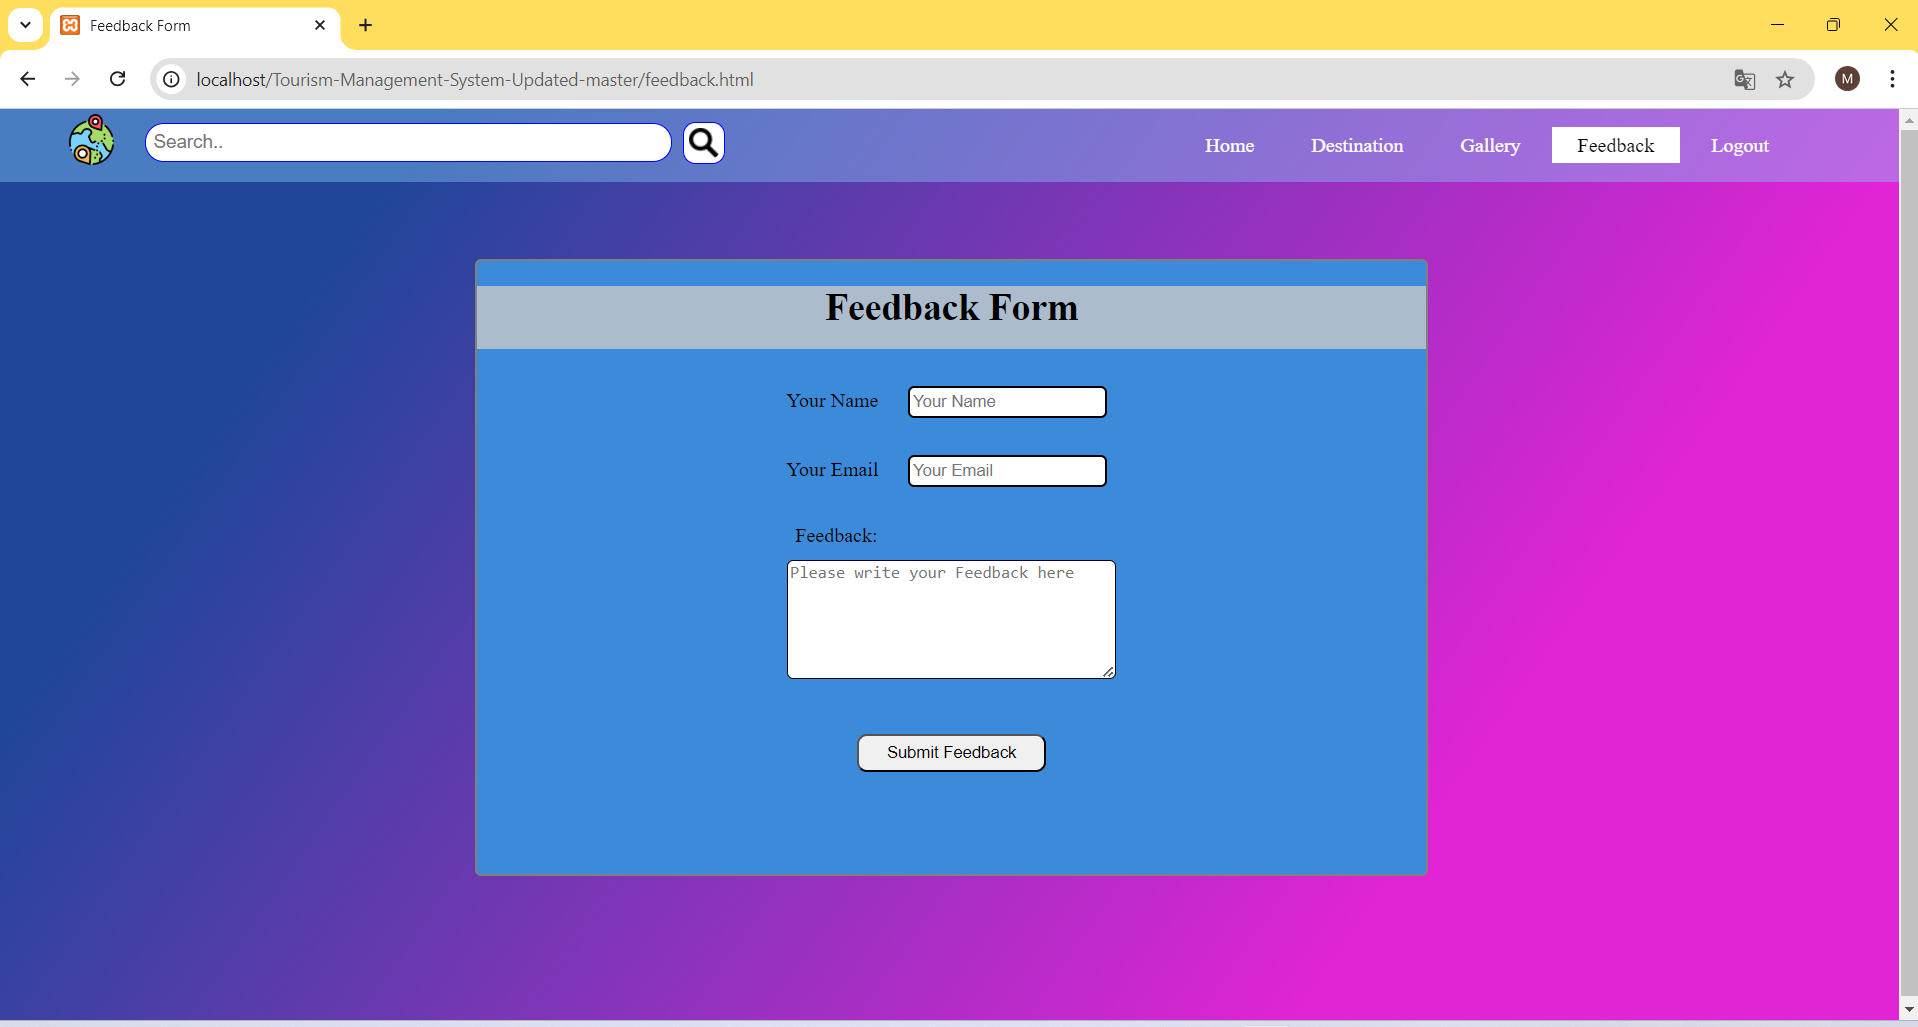 Feedback Form
localhost/Tourism-Management-System-Updated-master/feedback.html
M
Search..
Home
Destination
Gallery
Feedback
Logout
Feedback Form
Your Name
Your Name
Your Email
Your Email
Feedback:
Please write your Feedback here
Submit Feedback